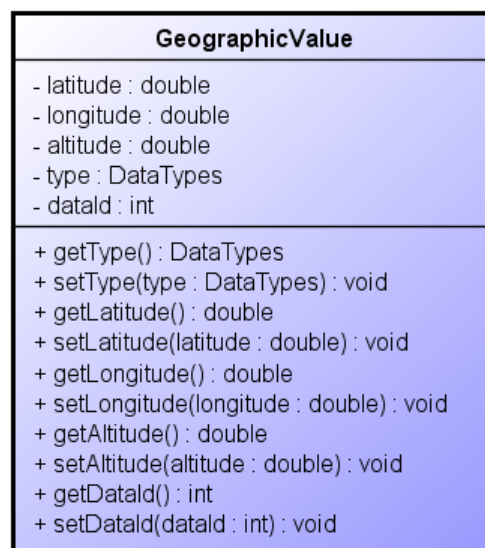 GeographicValue
- latitude : double
- longitude : double
- altitude : double
- type : DataTypes
- dataId : int
+ getType() : DataTypes
+ setType(type : DataTypes) : void
+ getLatitude() : double
+ setLatitude(latitude : double) : void
+ getLongitude() : double
+ setLongitude(longitude : double) : void
+ getAltitude() : double
+ setAltitude(altitude : double) : void
+ getDataId() : int
+ setDataId(dataId : int) : void